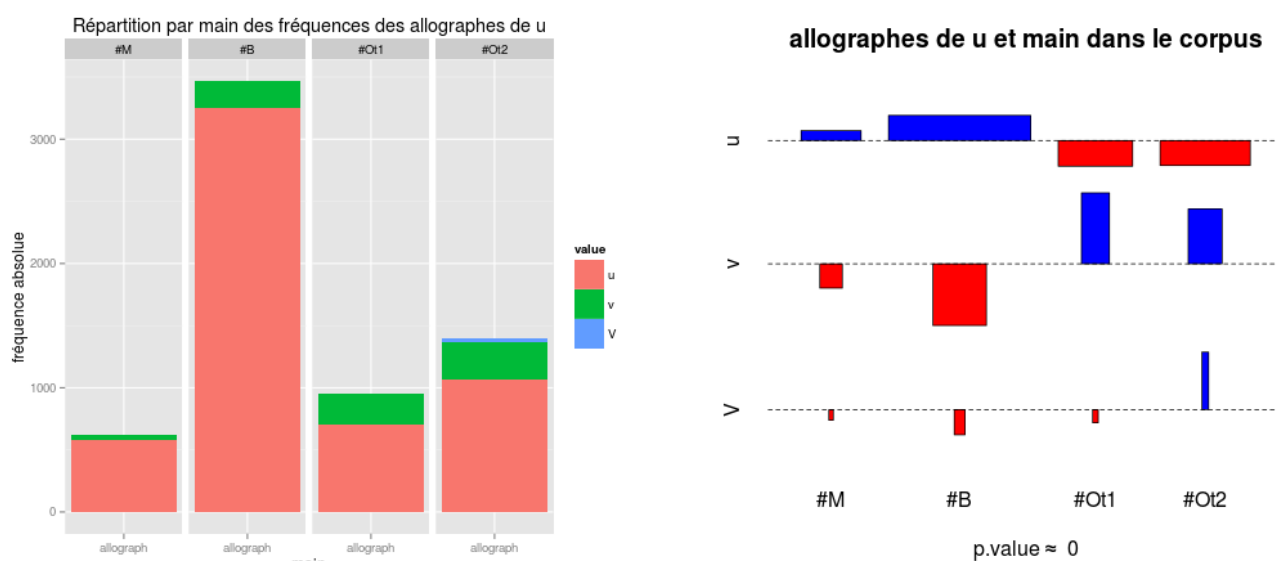 Répartition par main des fréquences des allographes de u
#M #B #Ot1 #Ot2
fréquence absolue
3000
2000
1000
0
allograph allograph allograph allograph
value
u
v
V
allographes de u et main dans le corpus
u
v
V
#M #B #Ot1 #Ot2
p.value ≈ 0